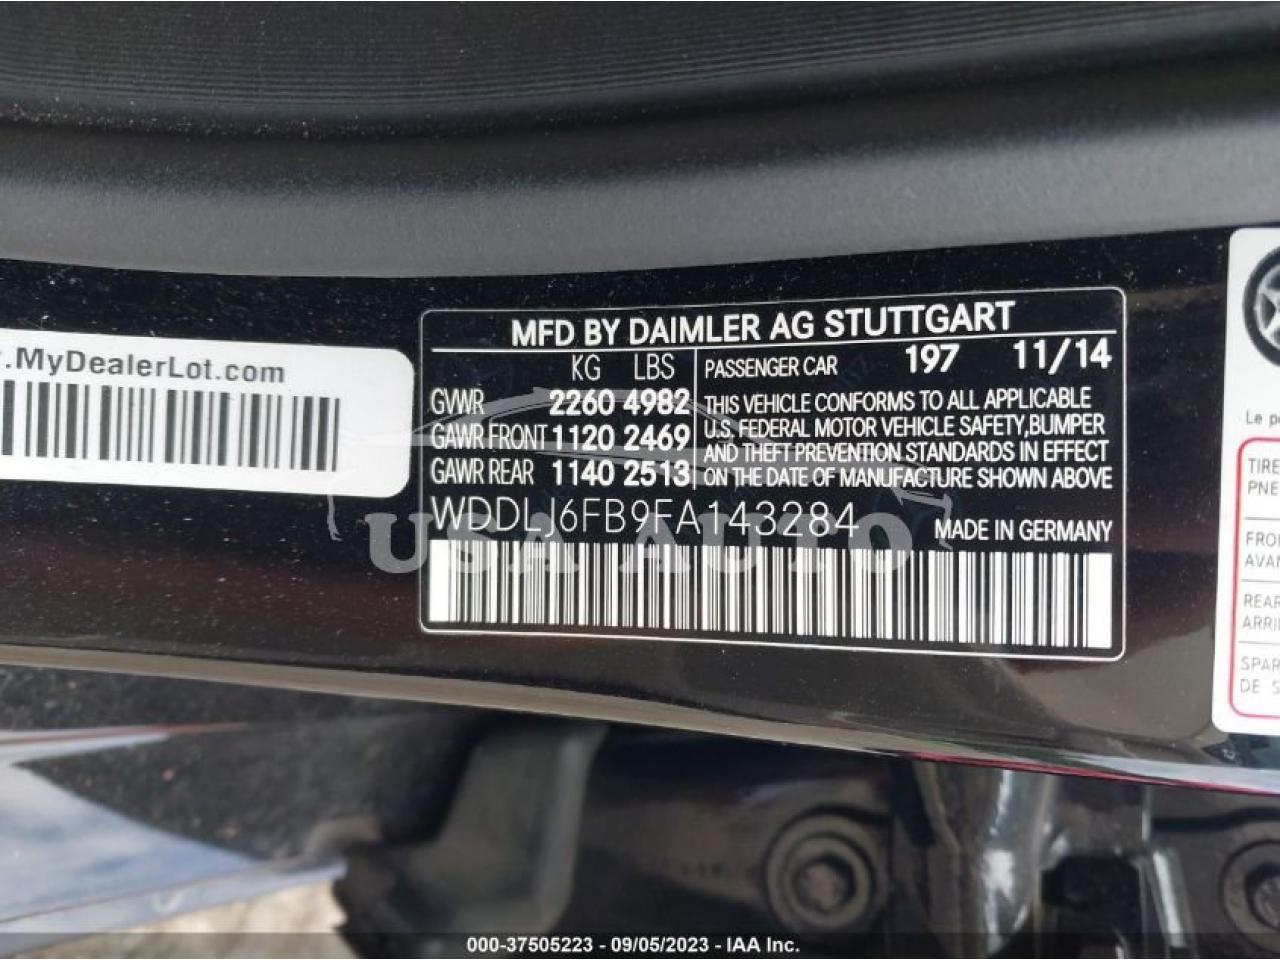 .MyDealerLot.com
MFD BY DAIMLER AG STUTTGART
KG LBS
GVWR 2260 4982
GAWR FRONT 1120 2469
GAWR REAR 1140 2513
PASSENGER CAR 197 11/14
THIS VEHICLE CONFORMS TO ALL APPLICABLE
U.S. FEDERAL MOTOR VEHICLE SAFETY,BUMPER
AND THEFT PREVENTION STANDARDS IN EFFECT
ON THE DATE OF MANUFACTURE SHOWN ABOVE
WDDLJ6FB9FA143284 MADE IN GERMANY
USA AUTO
Le
TIRE
FRO
REAR
SPAR
DE
000-37505223 - 09/05/2023 - IAA Inc.